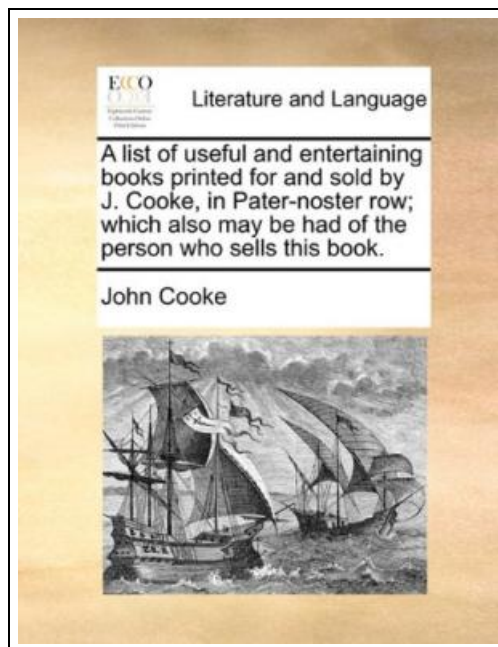 ECCO
Literature and Language
A list of useful and entertaining
books printed for and sold by
J. Cooke, in Pater-noster row;
which also may be had of the
person who sells this book.
John Cooke